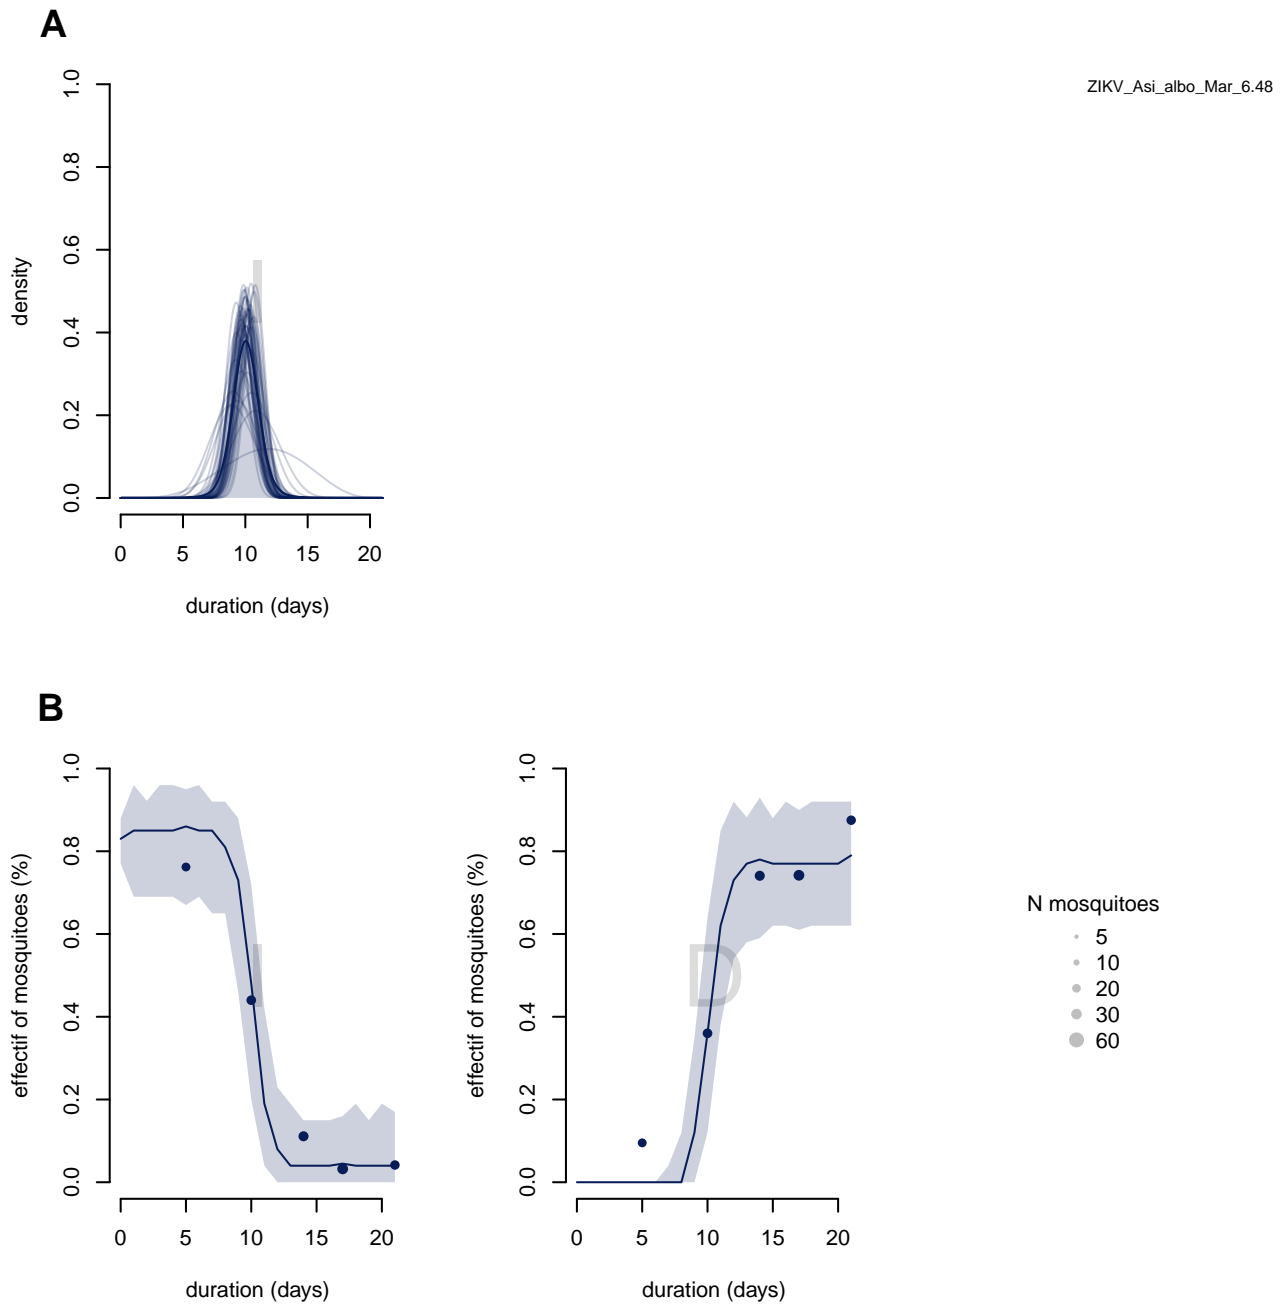 A
ZIKV_Asi_albo_Mar_6.48
density
0.0 0.2 0.4 0.6 0.8 1.0
I
0 5 10 15 20
duration (days)
B
effectif of mosquitoes (%)
0.0 0.2 0.4 0.6 0.8 1.0
I
0 5 10 15 20
duration (days)
effectif of mosquitoes (%)
0.0 0.2 0.4 0.6 0.8 1.0
D
0 5 10 15 20
duration (days)
N mosquitoes
5
10
20
30
60